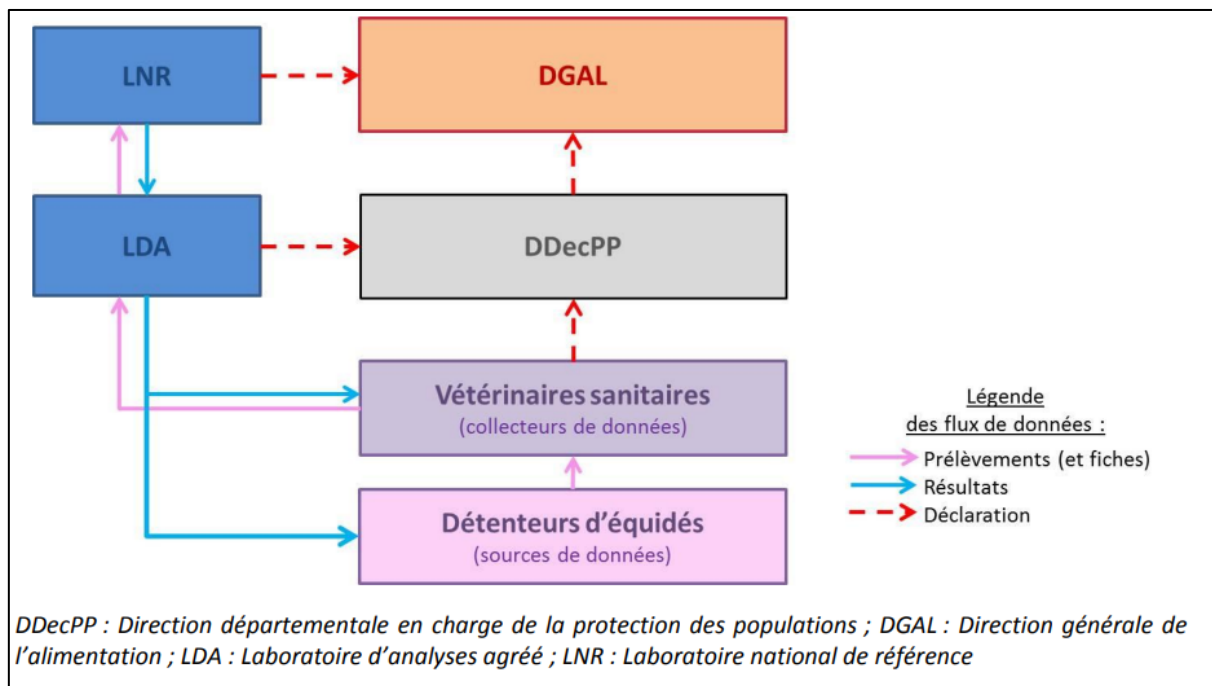 LNR
DGAL
LDA
DDecPP
Vétérinaires sanitaires
(collecteurs de données)
Détenteurs d'équidés
(sources de données)
Légende
des flux de données :
Prélèvements (et fiches)
Résultats
Déclaration
DDecPP : Direction départementale en charge de la protection des populations ; DGAL : Direction générale de
l'alimentation ; LDA : Laboratoire d'analyses agréé ; LNR : Laboratoire national de référence